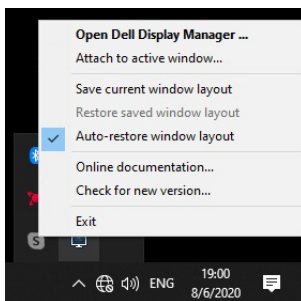 Open Dell Display Manager ...
Attach to active window...
Save current window layout
Restore saved window layout
Auto-restore window layout
Online documentation...
Check for new version...
Exit
S
ENG
19:00
8/6/2020